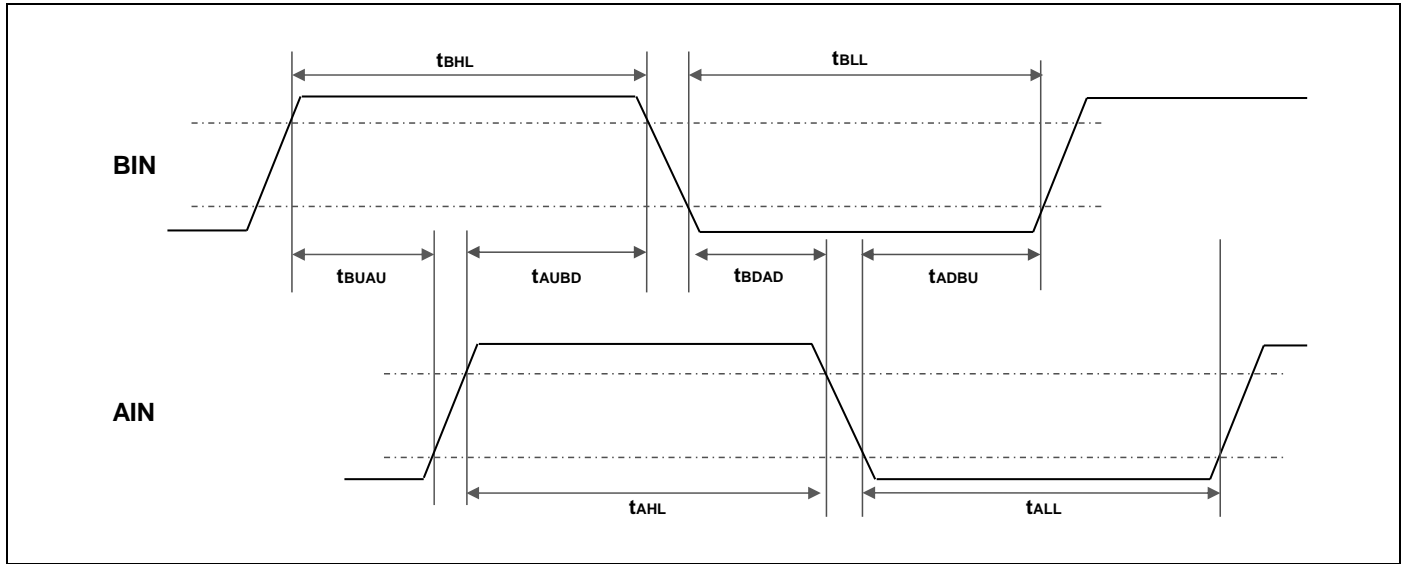 tBHL tBLL
BIN
tBUAU tAUBD tBDAD tADBU
AIN
tAHL tALL